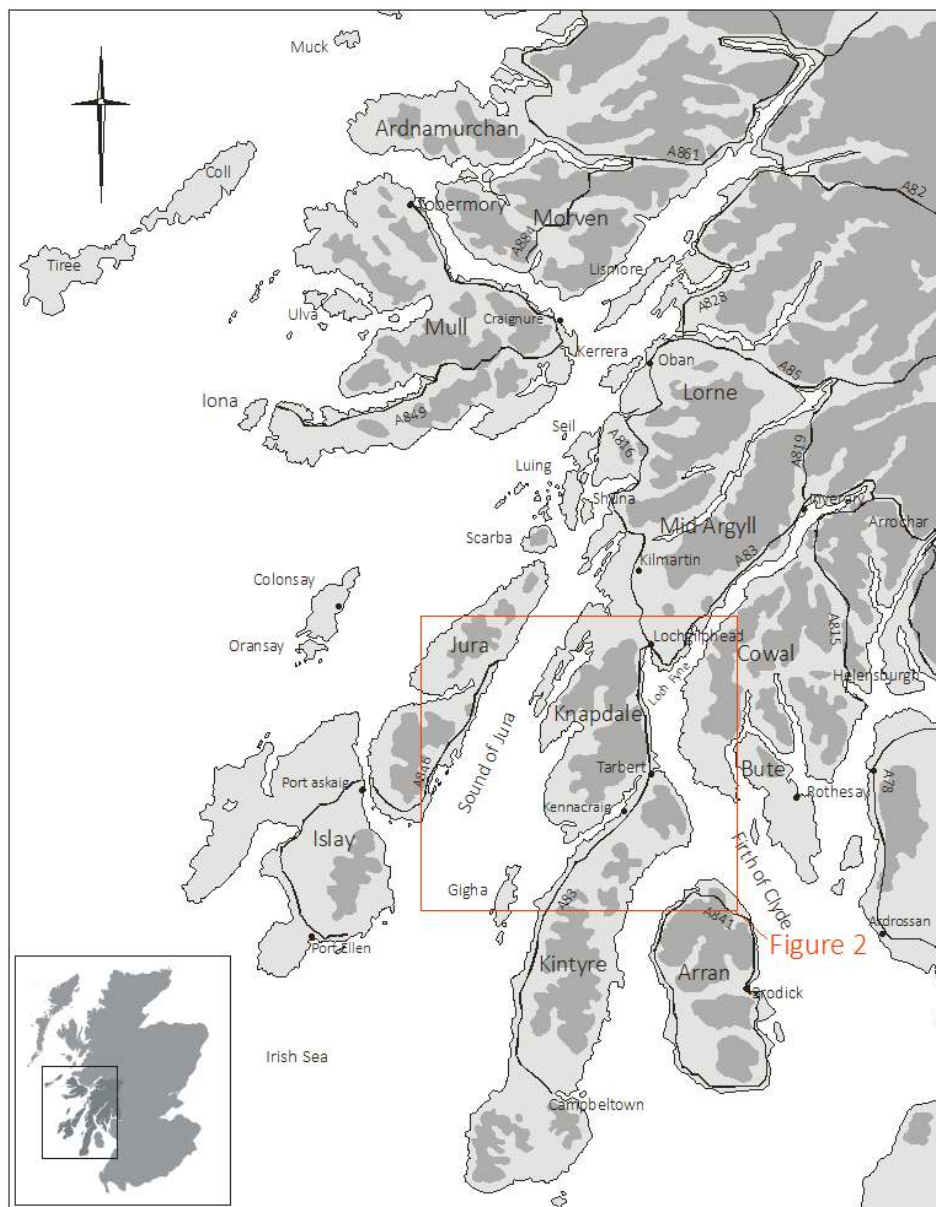 Muck
Ardnamurchan
A861
Coll
A82
Tobermory
Morven
A884
Tiree
Lismore
Ulva
A828
Craignure
Mull
Kerrera
Oban
A85
Lorne
Iona
A849
Seil
A816
A819
Luing
Shuna
Inverary
Mid Argyll
Arrochar
Scarba
A83
Kilmartin
Colonsay
Jura
Lochgilphead
A815
Oransay
Cowal
Helensburgh
Loch Fyne
Knapdale
Sound of Jura
A846
Tarbert
Bute
A78
Port askaig
Rothesay
Kennacraig
Islay
Firth of Clyde
Gigha
A83
A841
Ardrossan
Port Ellen
Figure 2
Kintyre
Arran
Brodick
Irish Sea
Campbeltown